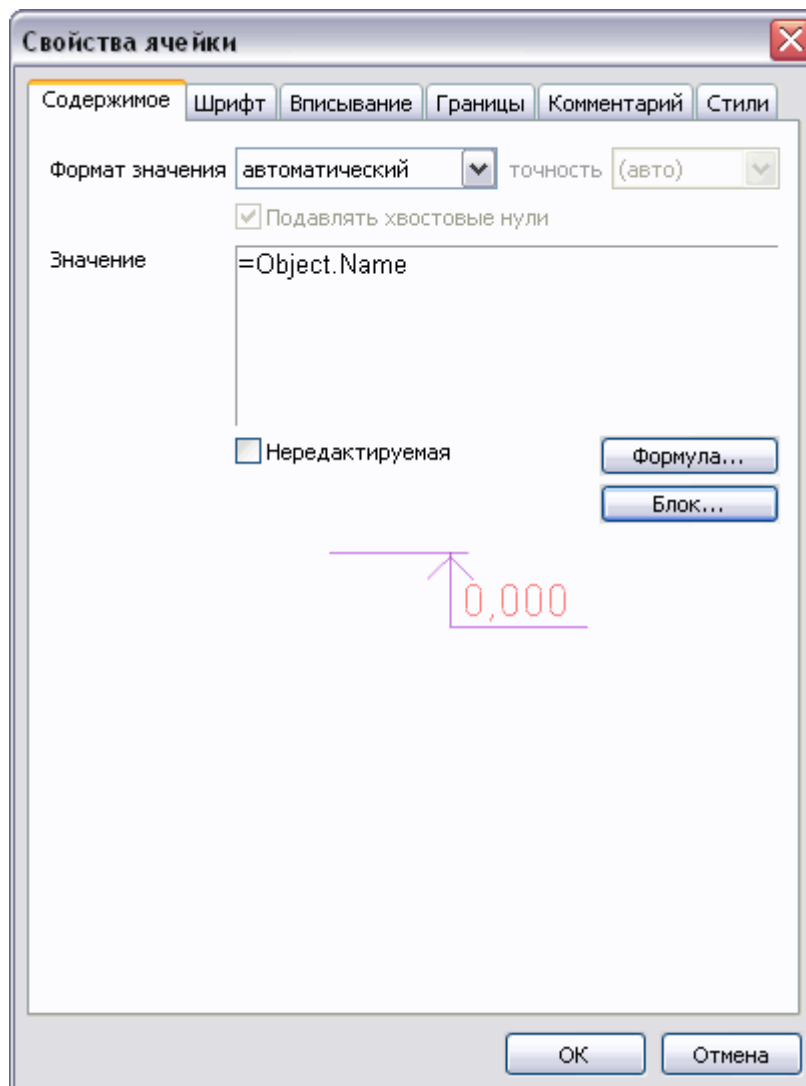 Свойства ячейки
Содержимое Шрифт Вписывание Границы Комментарий Стили
Формат значения автоматический точность (авто)
Подавлять хвостовые нули
Значение =Object.Name
Нередактируемая Формула...
Блок...
0,000
ОК Отмена